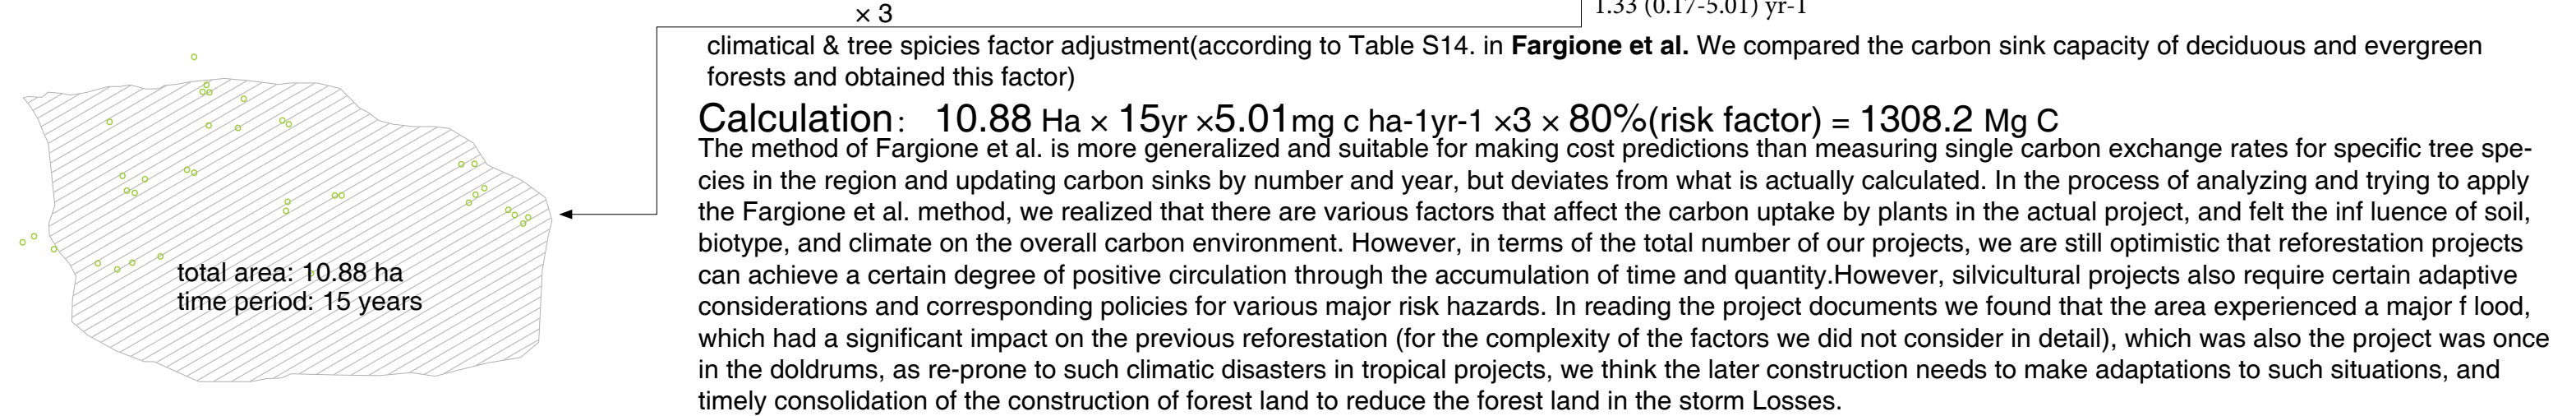 × 3
1.33 (0.17-5.01) yr-1
climatical & tree spicies factor adjustment(according to Table S14. in Fargione et al. We compared the carbon sink capacity of deciduous and evergreen
forests and obtained this factor)
Calculation: 10.88 Ha × 15yr ×5.01mg c ha-1yr-1 ×3 × 80%(risk factor) = 1308.2 Mg C
The method of Fargione et al. is more generalized and suitable for making cost predictions than measuring single carbon exchange rates for specific tree spe-
cies in the region and updating carbon sinks by number and year, but deviates from what is actually calculated. In the process of analyzing and trying to apply
the Fargione et al. method, we realized that there are various factors that affect the carbon uptake by plants in the actual project, and felt the inf luence of soil,
biotype, and climate on the overall carbon environment. However, in terms of the total number of our projects, we are still optimistic that reforestation projects
can achieve a certain degree of positive circulation through the accumulation of time and quantity.However, silvicultural projects also require certain adaptive
considerations and corresponding policies for various major risk hazards. In reading the project documents we found that the area experienced a major f lood,
which had a significant impact on the previous reforestation (for the complexity of the factors we did not consider in detail), which was also the project was once
in the doldrums, as re-prone to such climatic disasters in tropical projects, we think the later construction needs to make adaptations to such situations, and
timely consolidation of the construction of forest land to reduce the forest land in the storm Losses.
total area: 10.88 ha
time period: 15 years